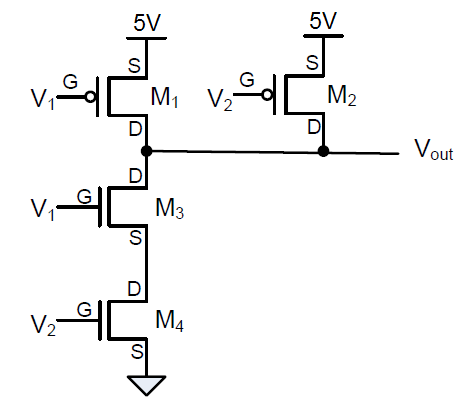 5V 5V
S S
G G
V1 M1 V2 M2
D D
Vout
D
G
V1 M3
S
D
G
V2 M4
S